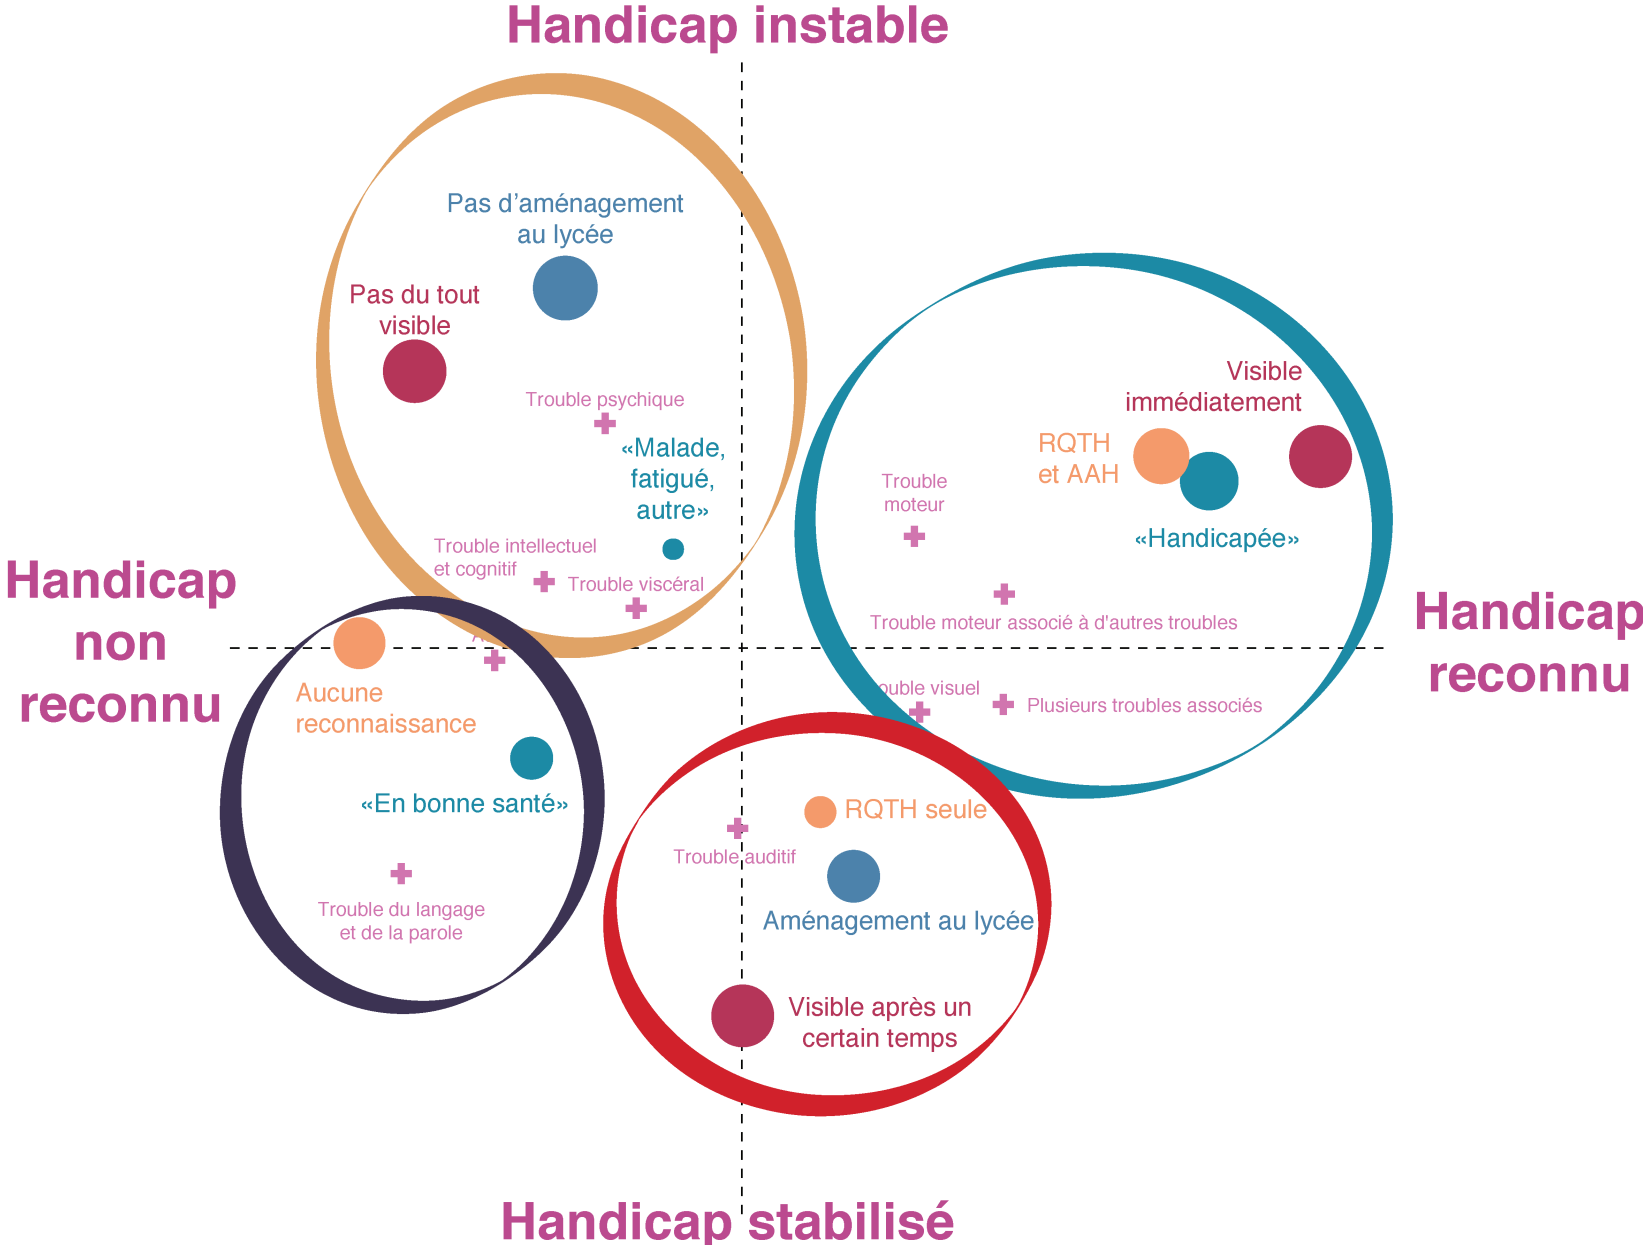 Handicap instable
Pas d'aménagement
au lycée
Pas du tout
visible
Trouble psychique
«Malade,
fatigué,
autre»
Trouble intellectuel
et cognitif
Trouble viscéral
Visible
immédiatement
RQTH
et AAH
«Handicapée»
Trouble
moteur
Trouble moteur associé à d'autres troubles
Handicap
non
reconnu
Handicap
reconnu
Aucune
reconnaissance
«En bonne santé»
Trouble du langage
et de la parole
visuel
Plusieurs troubles associés
RQTH seule
Trouble auditif
Aménagement au lycée
Visible après un
certain temps
Handicap stabilisé